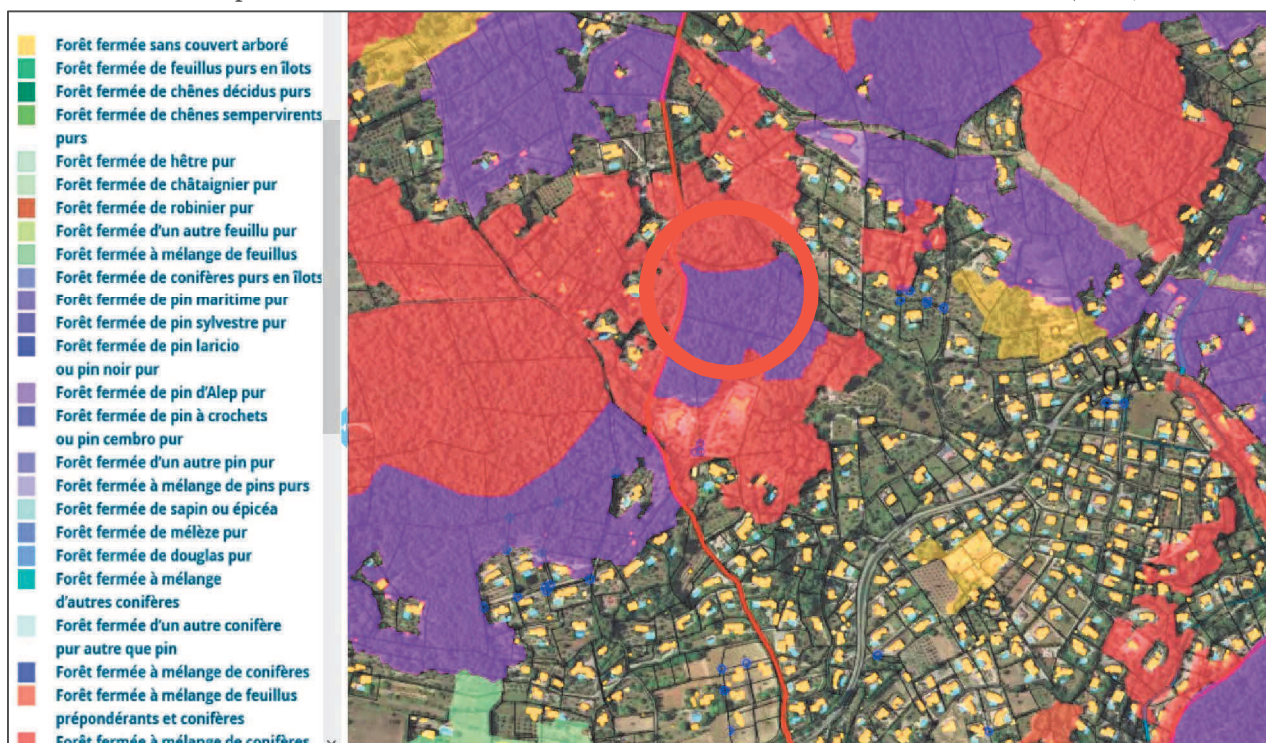 Forêt fermée sans couvert arboré
Forêt fermée de feuillus purs en îlots
Forêt fermée de chênes décidus purs
Forêt fermée de chênes sempervirents
purs
Forêt fermée de hêtre pur
Forêt fermée de châtaignier pur
Forêt fermée de robinier pur
Forêt fermée d'un autre feuillu pur
Forêt fermée à mélange de feuillus
Forêt fermée de conifères purs en îlots
Forêt fermée de pin maritime pur
Forêt fermée de pin sylvestre pur
Forêt fermée de pin laricio
ou pin noir pur
Forêt fermée de pin d'Alep pur
Forêt fermée de pin à crochets
ou pin cembro pur
Forêt fermée d'un autre pin pur
Forêt fermée à mélange de pins purs
Forêt fermée de sapin ou épicéa
Forêt fermée de mélèze pur
Forêt fermée de douglas pur
Forêt fermée à mélange
d'autres conifères
Forêt fermée d'un autre conifère
pur autre que pin
Forêt fermée à mélange de conifères
Forêt fermée à mélange de feuillus
prépondérants et conifères
Forêt fermée à mélange de conifères